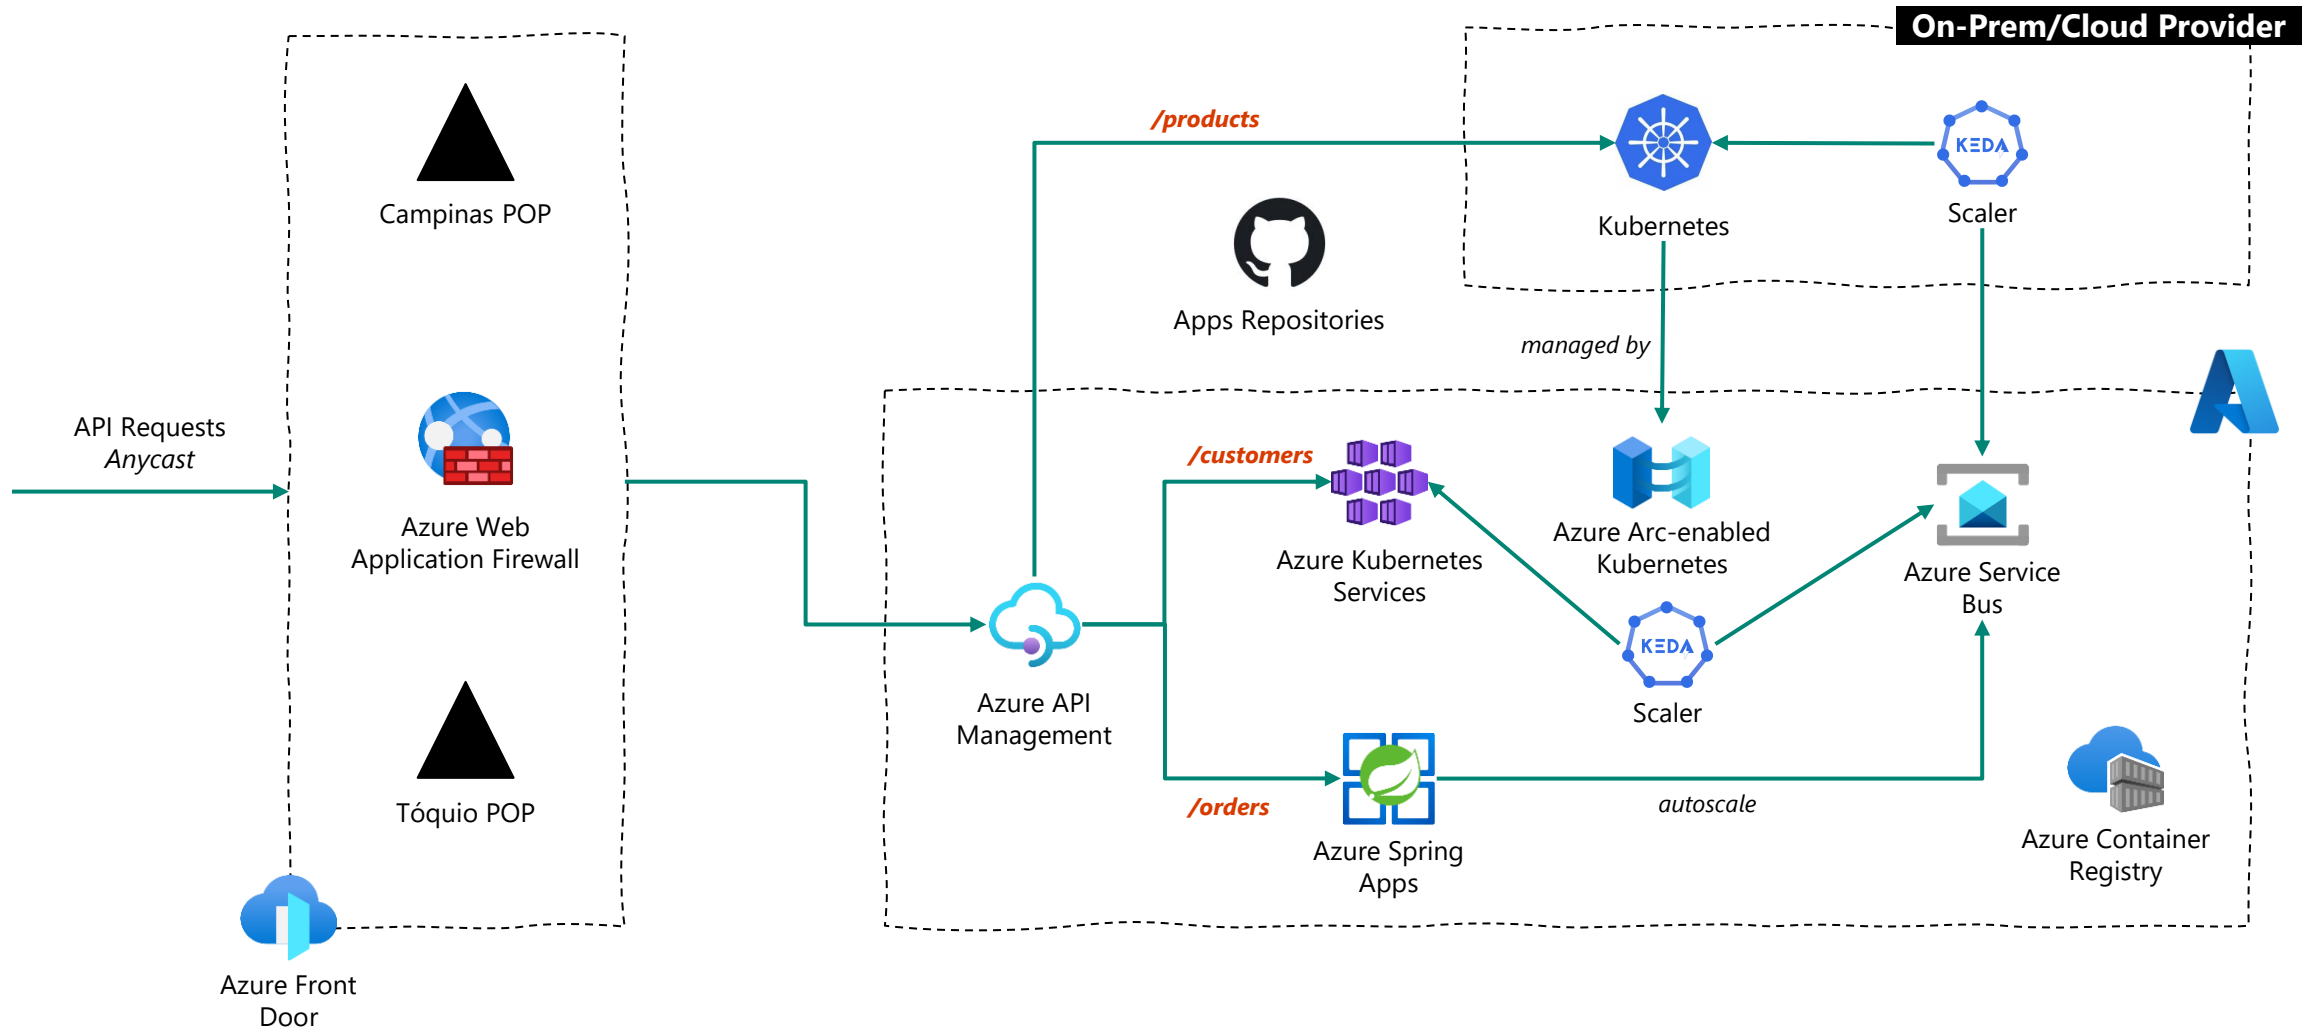 On-Prem/Cloud Provider
Campinas POP
/products
KEDA
Kubernetes
Scaler
Apps Repositories
managed by
API Requests
Anycast
Azure Web
Application Firewall
/customers
Azure Kubernetes
Services
Azure Arc-enabled
Kubernetes
Azure Service
Bus
KEDA
Scaler
Azure API
Management
Tóquio POP
/orders
autoscale
Azure Spring
Apps
Azure Container
Registry
Azure Front
Door